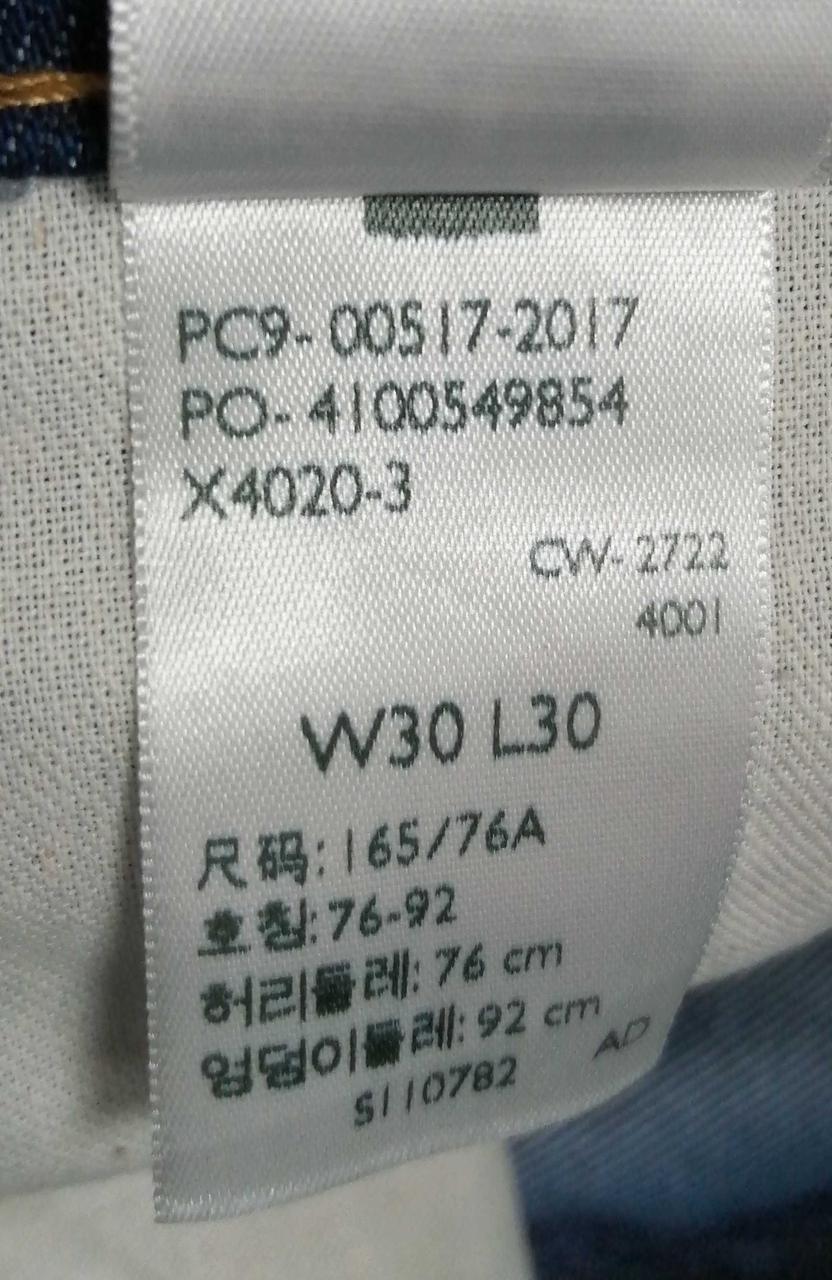 PC9- 00517-2017
PO- 4100549854
X4020-3
CW- 2722
4001
W30 L30
尺码: 165/76A
호칭: 76-92
허리둘레: 76 cm
엉덩이둘레: 92 cm
AD
S110782